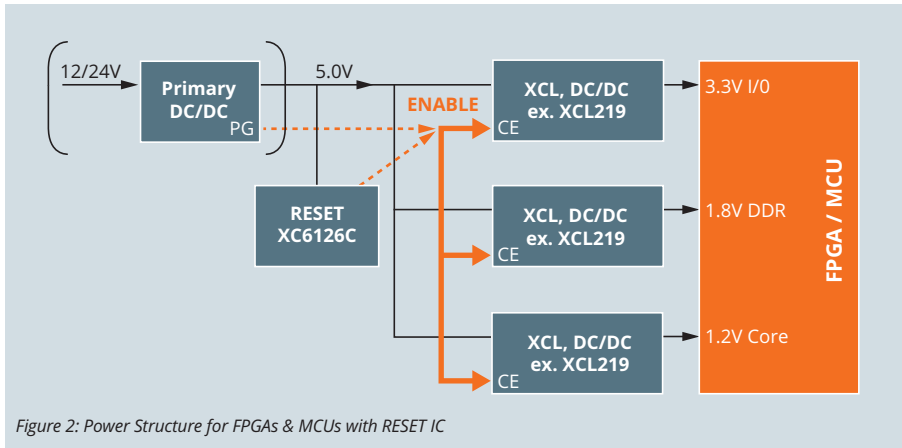 12/24V
Primary
DC/DC
PG
5.0V
ENABLE
RESET
XC6126C
XCL, DC/DC
ex. XCL219
CE
3.3V I/0
XCL, DC/DC
ex. XCL219
CE
1.8V DDR
XCL, DC/DC
ex. XCL219
CE
1.2V Core
FPGA / MCU
Figure 2: Power Structure for FPGAs & MCUs with RESET IC